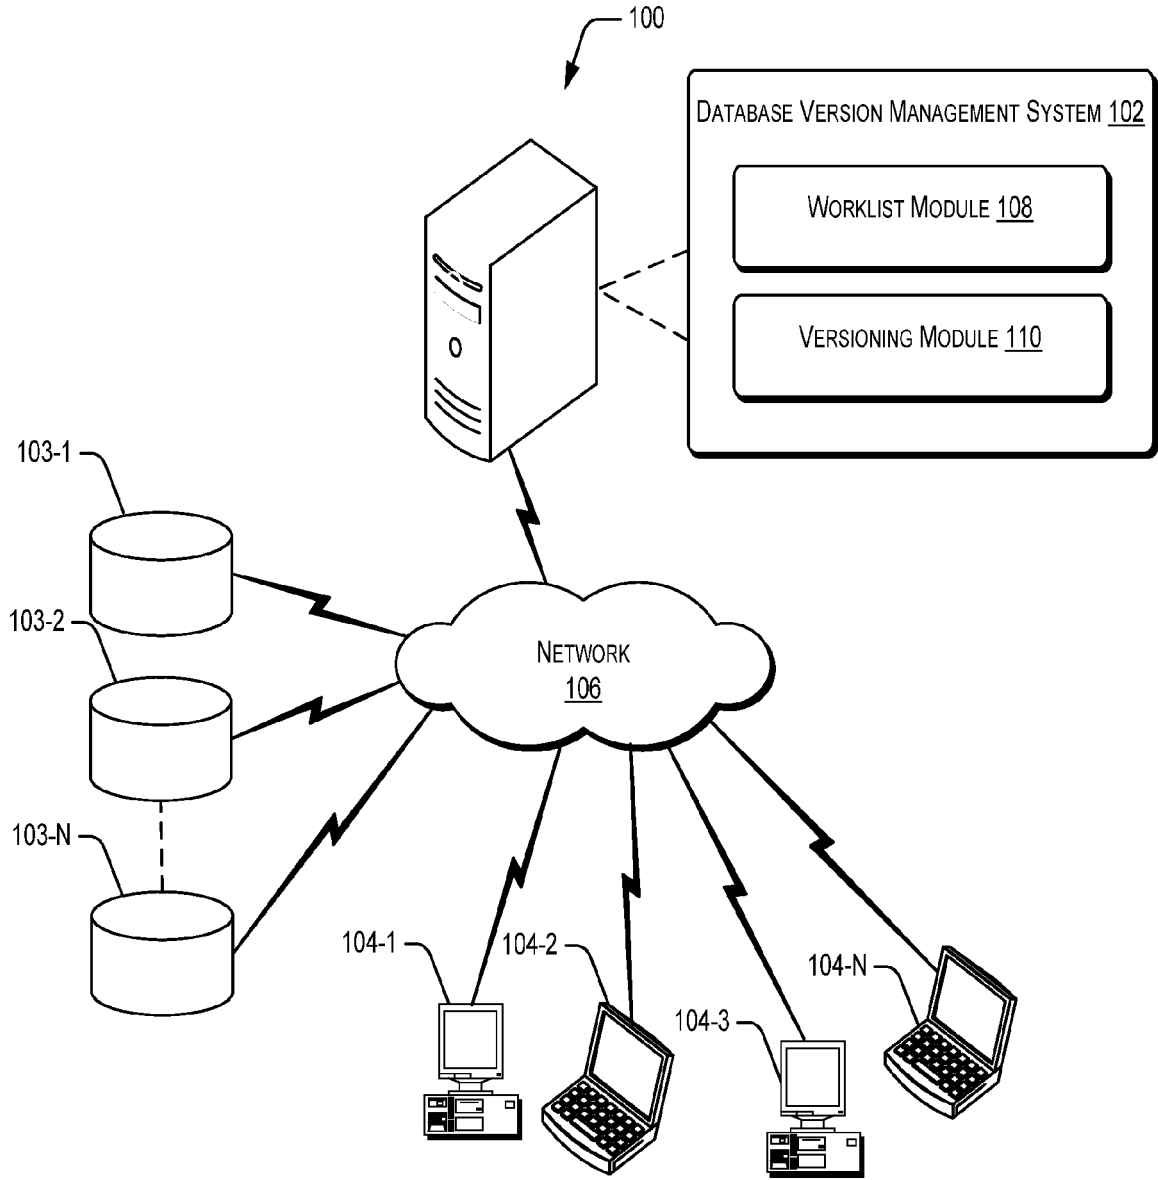 100
DATABASE VERSION MANAGEMENT SYSTEM 102
WORKLIST MODULE 108
VERSIONING MODULE 110
103-1
103-2
NETWORK
106
103-N
104-1
104-2
104-N
104-3